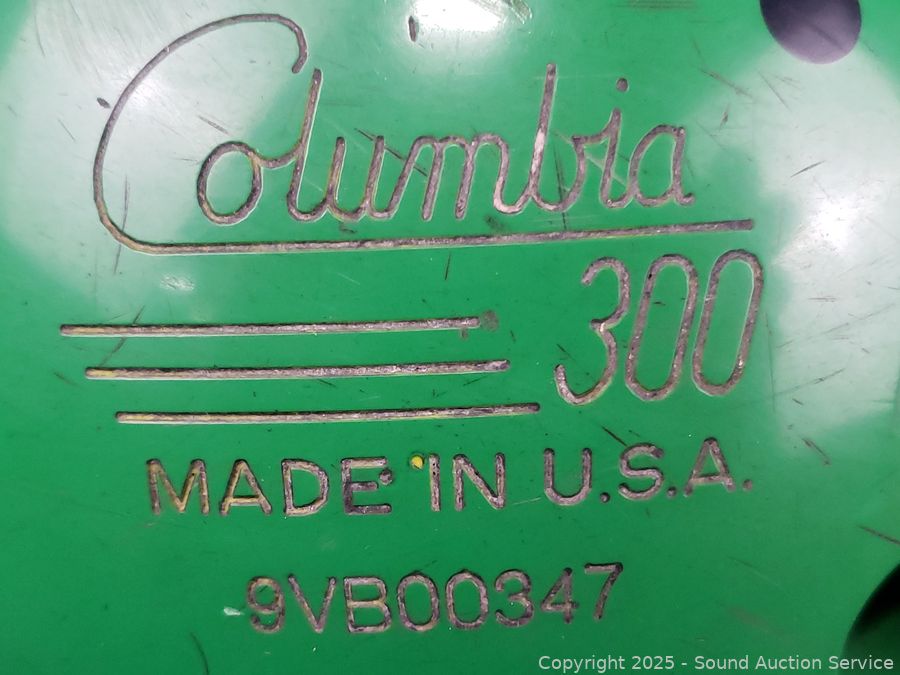 Columbia
300
MADE IN U.S.A.
9VB00347
Copyright © 2025 - Sound Auction Service